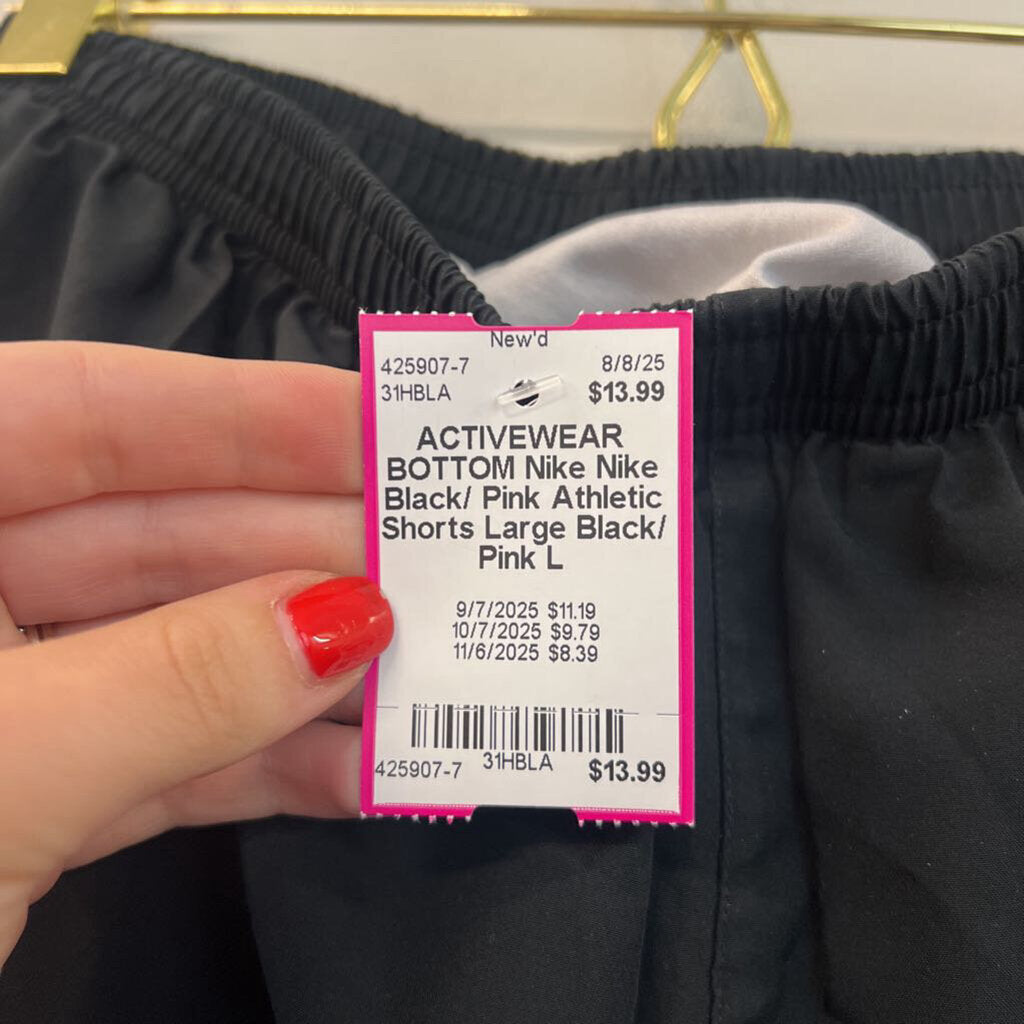 New'd
425907-7 8/8/25
31HBLA $13.99
ACTIVEWEAR
BOTTOM Nike Nike
Black/ Pink Athletic
Shorts Large Black/
Pink L
9/7/2025 $11.19
10/7/2025 $9.79
11/6/2025 $8.39
425907-7 31HBLA $13.99